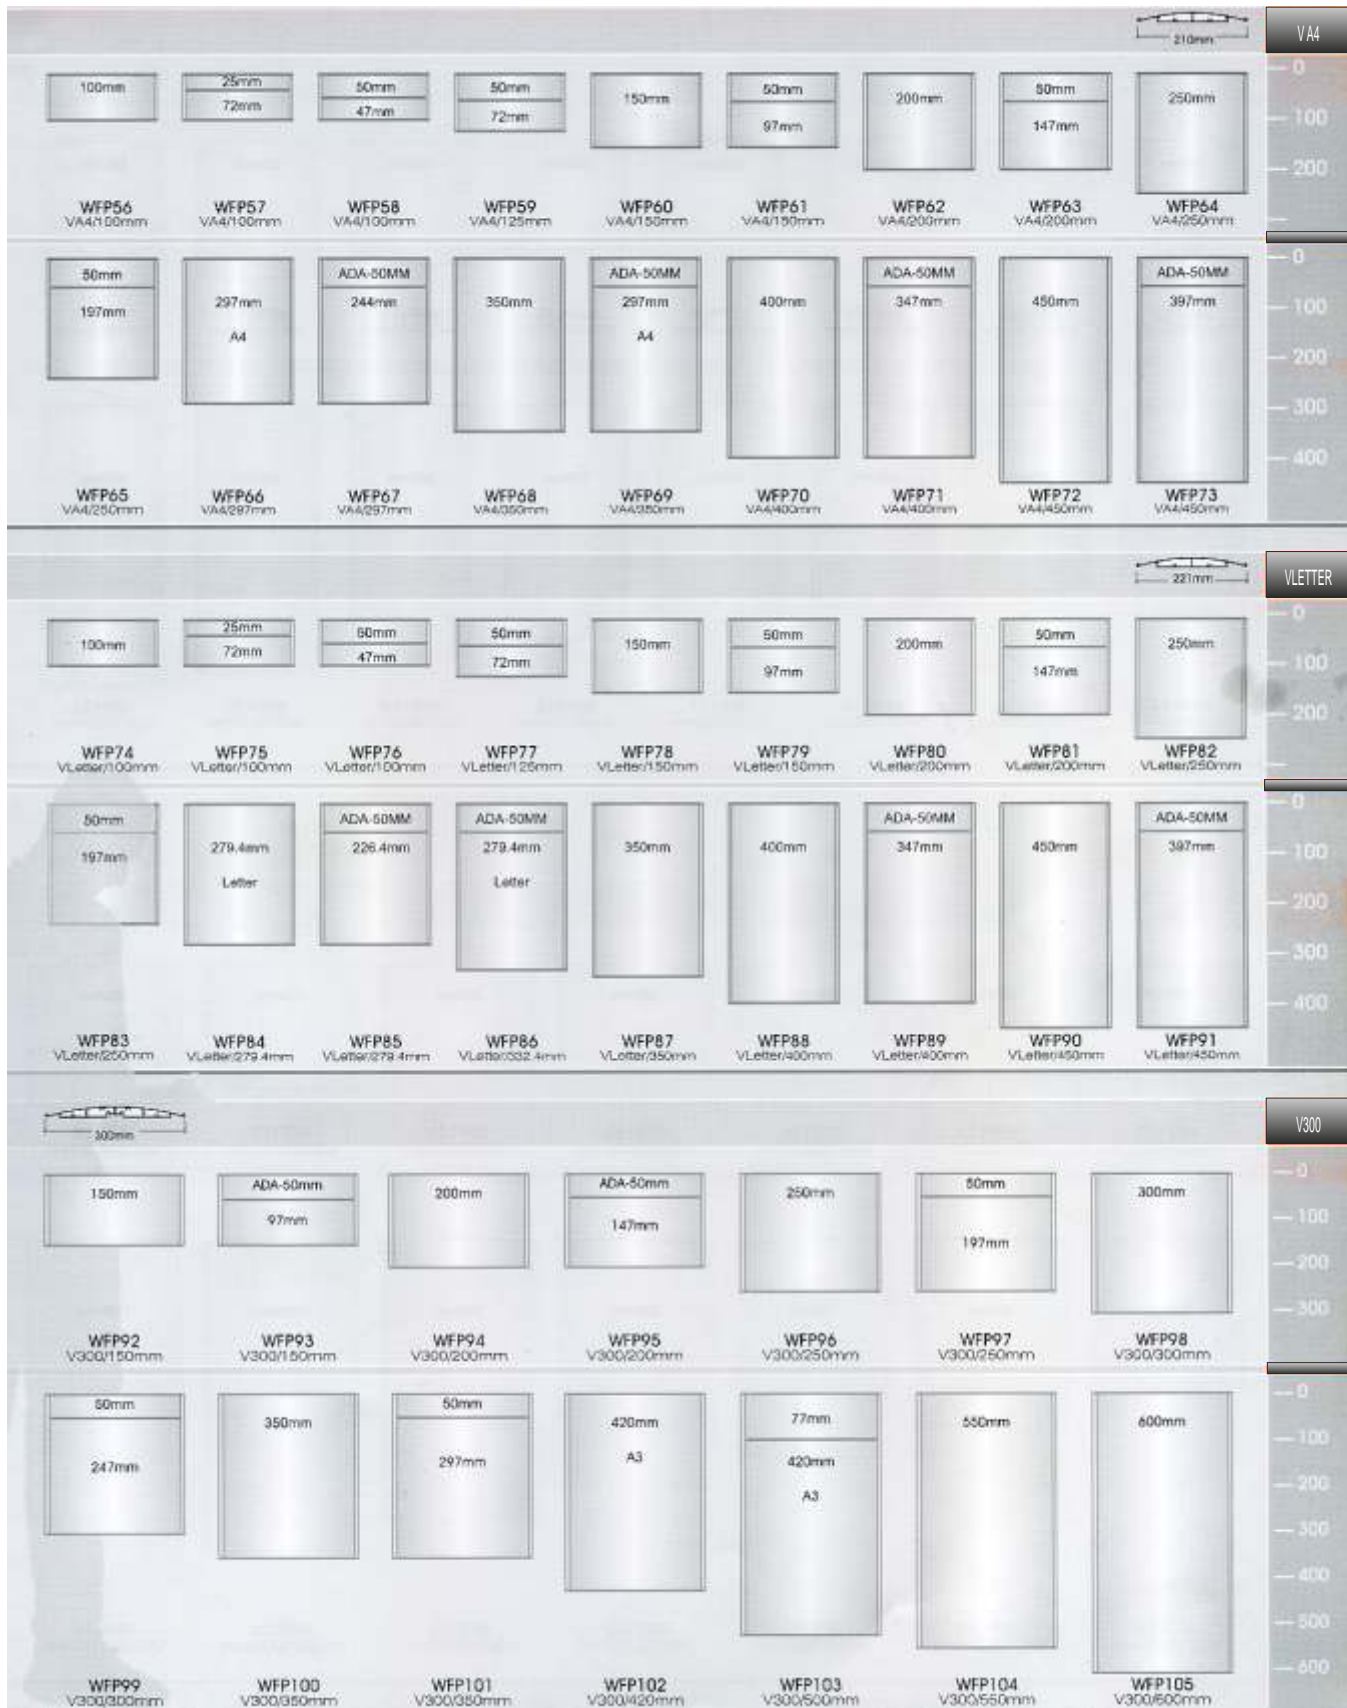 210mm
V A4
100mm 25mm 50mm 50mm 150mm 50mm 200mm 50mm 250mm
72mm 47mm 72mm 97mm 147mm
0
100
200
WFP56 WFP57 WFP58 WFP59 WFP60 WFP61 WFP62 WFP63 WFP64
VA4/100mm VA4/100mm VA4/100mm VA4/125mm VA4/150mm VA4/150mm VA4/200mm VA4/200mm VA4/250mm
50mm ADA-50MM ADA-50MM ADA-50MM ADA-50MM
197mm 297mm 244mm 350mm 297mm 400mm 347mm 450mm 397mm
A4 A4
0
100
200
300
400
WFP65 WFP66 WFP67 WFP68 WFP69 WFP70 WFP71 WFP72 WFP73
VA4/250mm VA4/297mm VA4/297mm VA4/350mm VA4/350mm VA4/400mm VA4/400mm VA4/450mm VA4/450mm
221mm
VLETTER
100mm 25mm 50mm 50mm 150mm 50mm 200mm 50mm 250mm
72mm 47mm 72mm 97mm 147mm
0
100
200
WFP74 WFP75 WFP76 WFP77 WFP78 WFP79 WFP80 WFP81 WFP82
VLetter/100mm VLetter/100mm VLetter/100mm VLetter/125mm VLetter/150mm VLetter/150mm VLetter/200mm VLetter/200mm VLetter/250mm
50mm ADA-50MM ADA-50MM ADA-50MM ADA-50MM
197mm 279.4mm 226.4mm 279.4mm 350mm 400mm 347mm 450mm 397mm
Letter Letter
0
100
200
300
400
WFP83 WFP84 WFP85 WFP86 WFP87 WFP88 WFP89 WFP90 WFP91
VLetter/250mm VLetter/279.4mm VLetter/279.4mm VLetter/332.4mm VLetter/350mm VLetter/400mm VLetter/400mm VLetter/450mm VLetter/450mm
300mm
V300
150mm ADA-50mm 200mm ADA-50mm 250mm 50mm 300mm
97mm 147mm 197mm
0
100
200
300
WFP92 WFP93 WFP94 WFP95 WFP96 WFP97 WFP98
V300/150mm V300/150mm V300/200mm V300/200mm V300/250mm V300/250mm V300/300mm
50mm 350mm 50mm 420mm 77mm 550mm 600mm
247mm 297mm A3 420mm
A3
0
100
200
300
400
500
600
WFP99 WFP100 WFP101 WFP102 WFP103 WFP104 WFP105
V300/300mm V300/350mm V300/350mm V300/420mm V300/500mm V300/550mm V300/600mm